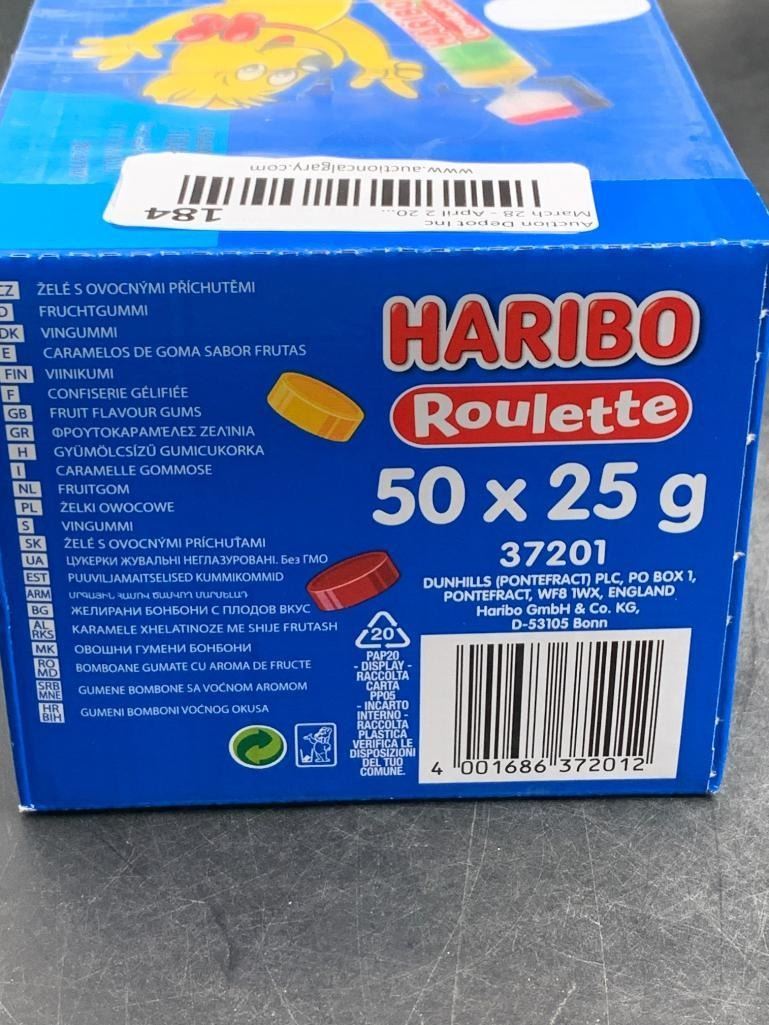 HARIBO
www.auctioncalgary.com
184
March 28 - April 2 20...
Auction Depot Inc
CZ ŽELÉ S OVOCNÝMI PŘÍCHUTĚMI
D FRUCHTGUMMI
DK VINGUMMI
E CARAMELOS DE GOMA SABOR FRUTAS
FIN VIINIKUMI
F CONFISERIE GÉLIFIÉE
GB FRUIT FLAVOUR GUMS
GR ΦΡΟΥΤΟΚΑΡΑΜΈΛΕΣ ΖΕΛΊΝΙΑ
H GYÜMÖLCSÍZŰ GUMICUKORKA
I CARAMELLE GOMMOSE
NL FRUITGOM
PL ŻELKI OWOCOWE
S VINGUMMI
SK ŽELÉ S OVOCNÝMI PRÍCHUŤAMI
UA ЦУКЕРКИ ЖУВАЛЬНІ НЕГЛАЗУРОВАНІ. Без ГМО
EST PUUVILJAMAITSELISED KUMMIKOMMID
ARM
BG ЖЕЛИРАНИ БОНБОНИ С ПЛОДОВ ВКУС
AL RKS KARAMELE XHELATINOZE ME SHIJE FRUTASH
MK ОВОШНИ ГУМЕНИ БОНБОНИ
RO MD BOMBOANE GUMATE CU AROMA DE FRUCTE
SRB MNE GUMENE BOMBONE SA VOĆNOM AROMOM
HR BIH GUMENI BOMBONI VOĆNOG OKUSA
HARIBO
Roulette
50 x 25 g
37201
DUNHILLS (PONTEFRACT) PLC, PO BOX 1,
PONTEFRACT, WF8 1WX, ENGLAND
Haribo GmbH & Co. KG,
D-53105 Bonn
20
PAP20
- DISPLAY -
RACCOLTA
CARTA
PP05
- INCARTO
INTERNO -
RACCOLTA
PLASTICA
VERIFICA LE
DISPOSIZIONI
DEL TUO
COMUNE.
4 001686 372012